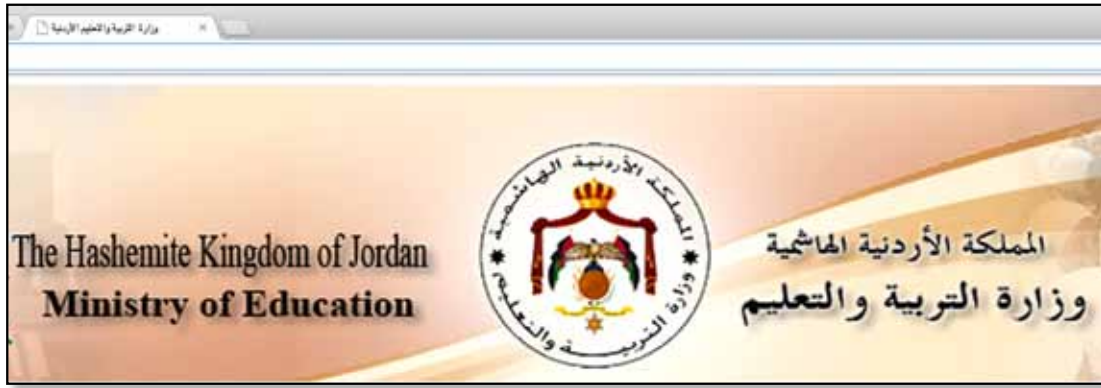 وزارة التربية والتعليم الأردنية
The Hashemite Kingdom of Jordan
Ministry of Education
المملكة الأردنية الهاشمية
وزارة التربية والتعليم
المملكة الأردنية الهاشمية
وزارة التربية والتعليم